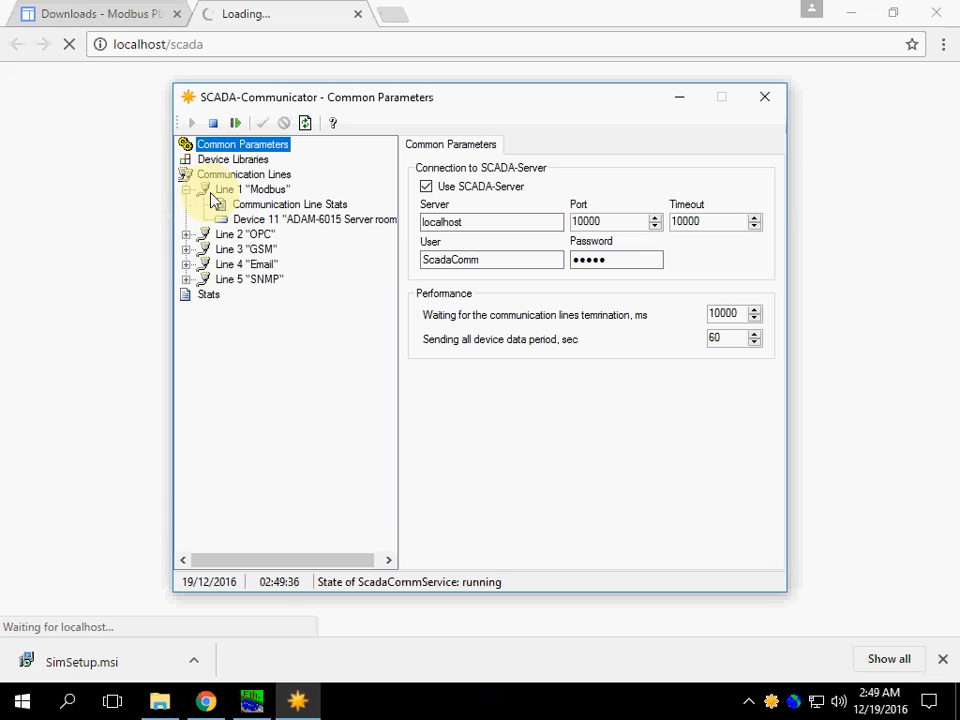 Downloads - Modbus Pl
Loading...
localhost/scada
SCADA-Communicator - Common Parameters
Common Parameters
Device Libraries
Communication Lines
Line 1 "Modbus"
Communication Line Stats
Device 11 "ADAM-6015 Server room
Line 2 "OPC"
Line 3 "GSM"
Line 4 "Email"
Line 5 "SNMP"
Stats
Common Parameters
Connection to SCADA-Server
Use SCADA-Server
Server Port Timeout
localhost 10000 10000
User Password
ScadaComm ●●●●●
Performance
Waiting for the communication lines temrination, ms 10000
Sending all device data period, sec 60
19/12/2016 02:49:36 State of ScadaCommService: running
Waiting for localhost...
SimSetup.msi
Show all
2:49 AM
12/19/2016